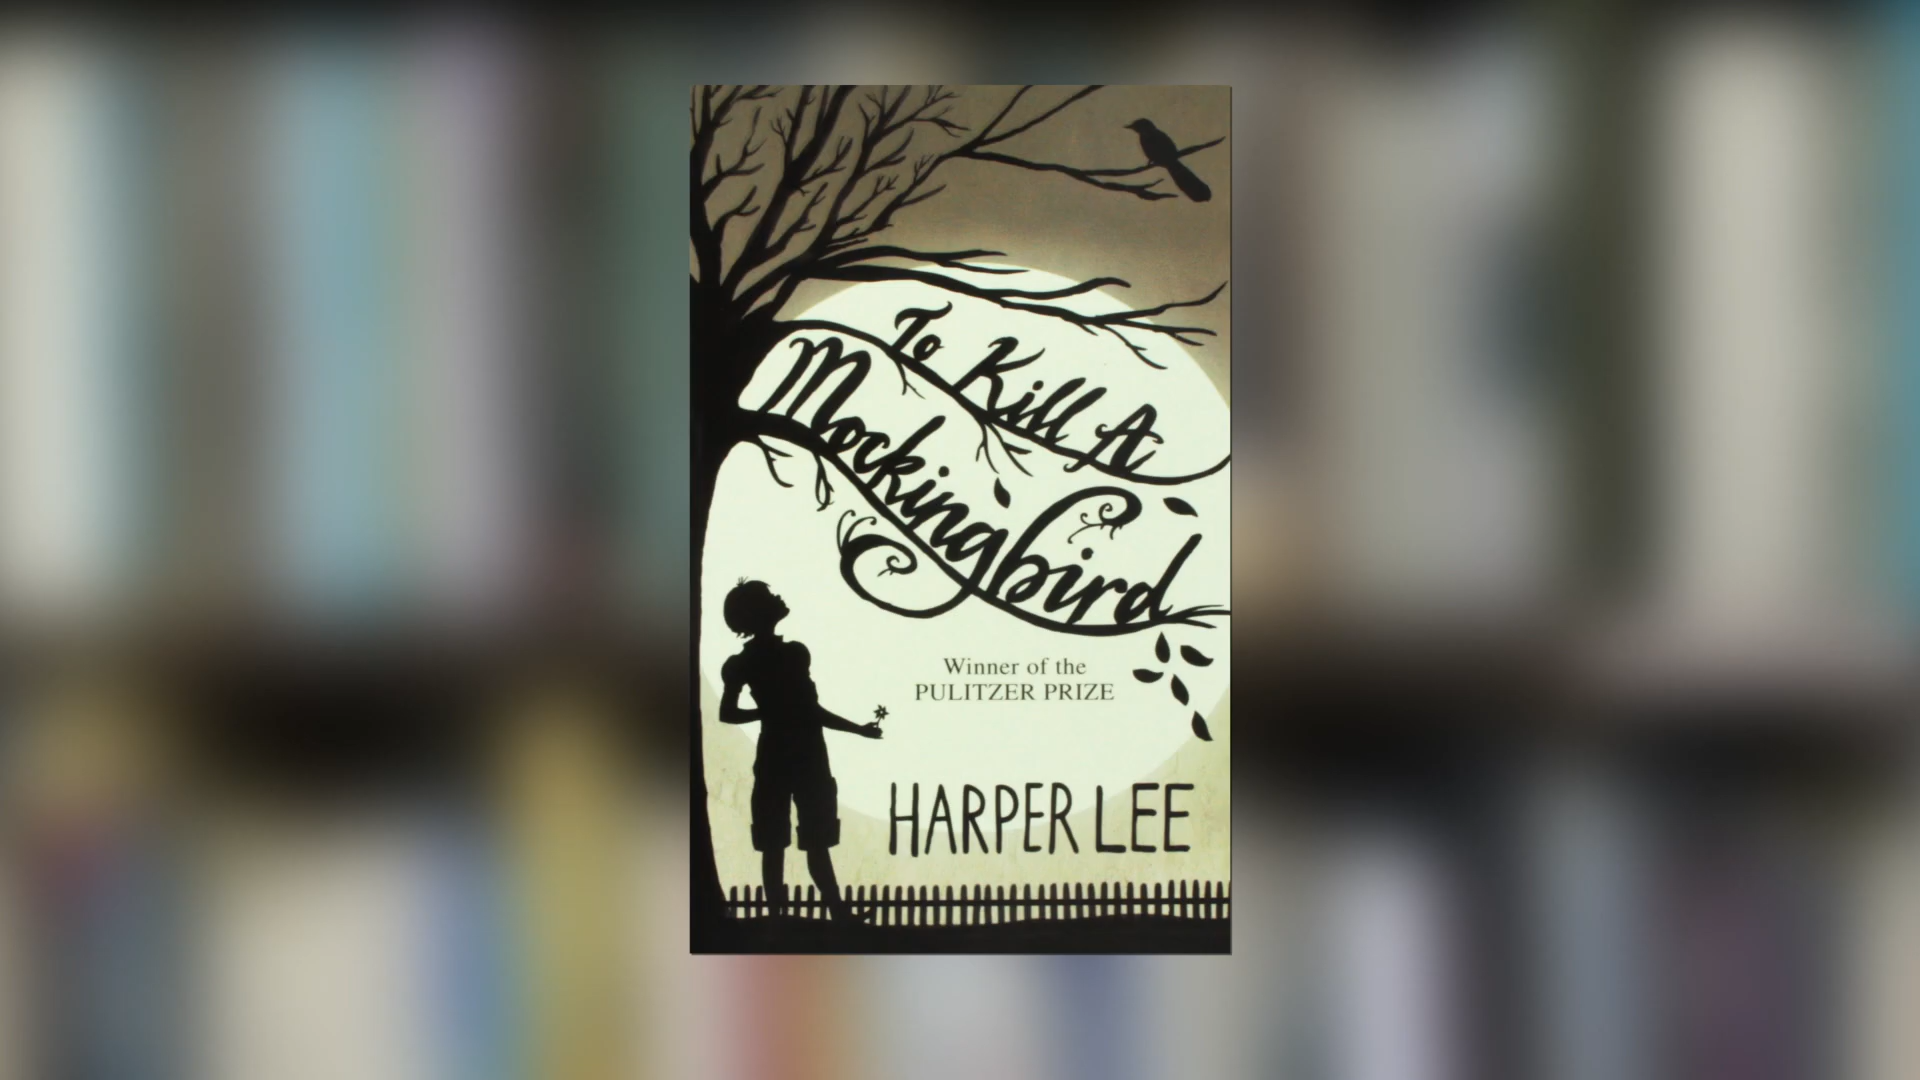 To Kill A
Mockingbird
Winner of the
PULITZER PRIZE
HARPER LEE